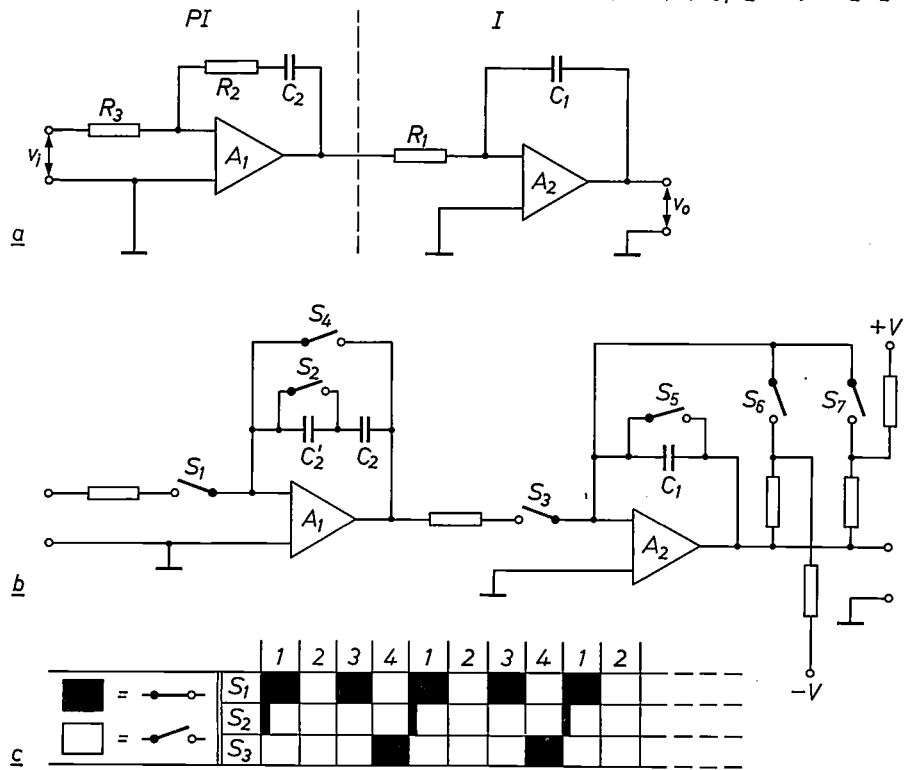 PI I
R2 C2 C1
R3 R1
vi A1 A2 vo
a
S4 +V
S2 S5 S6 S7
C2' C2 C1
S1 S3
A1 A2
b
-V
1 2 3 4 1 2 3 4 1 2
= S1
= S2
c S3